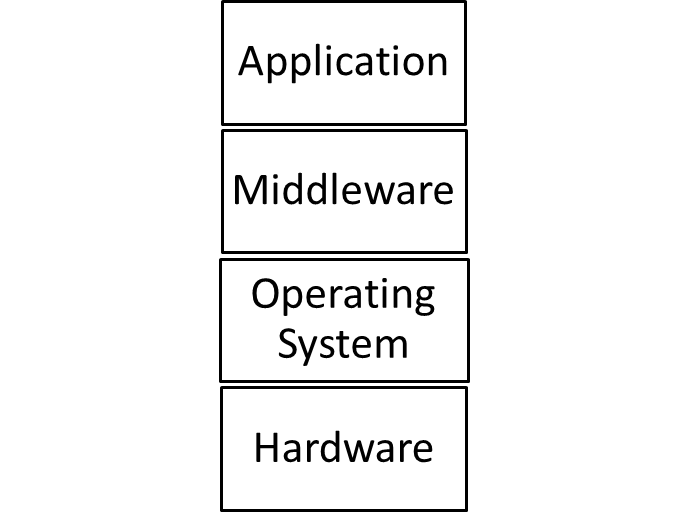 Application
Middleware
Operating
System
Hardware